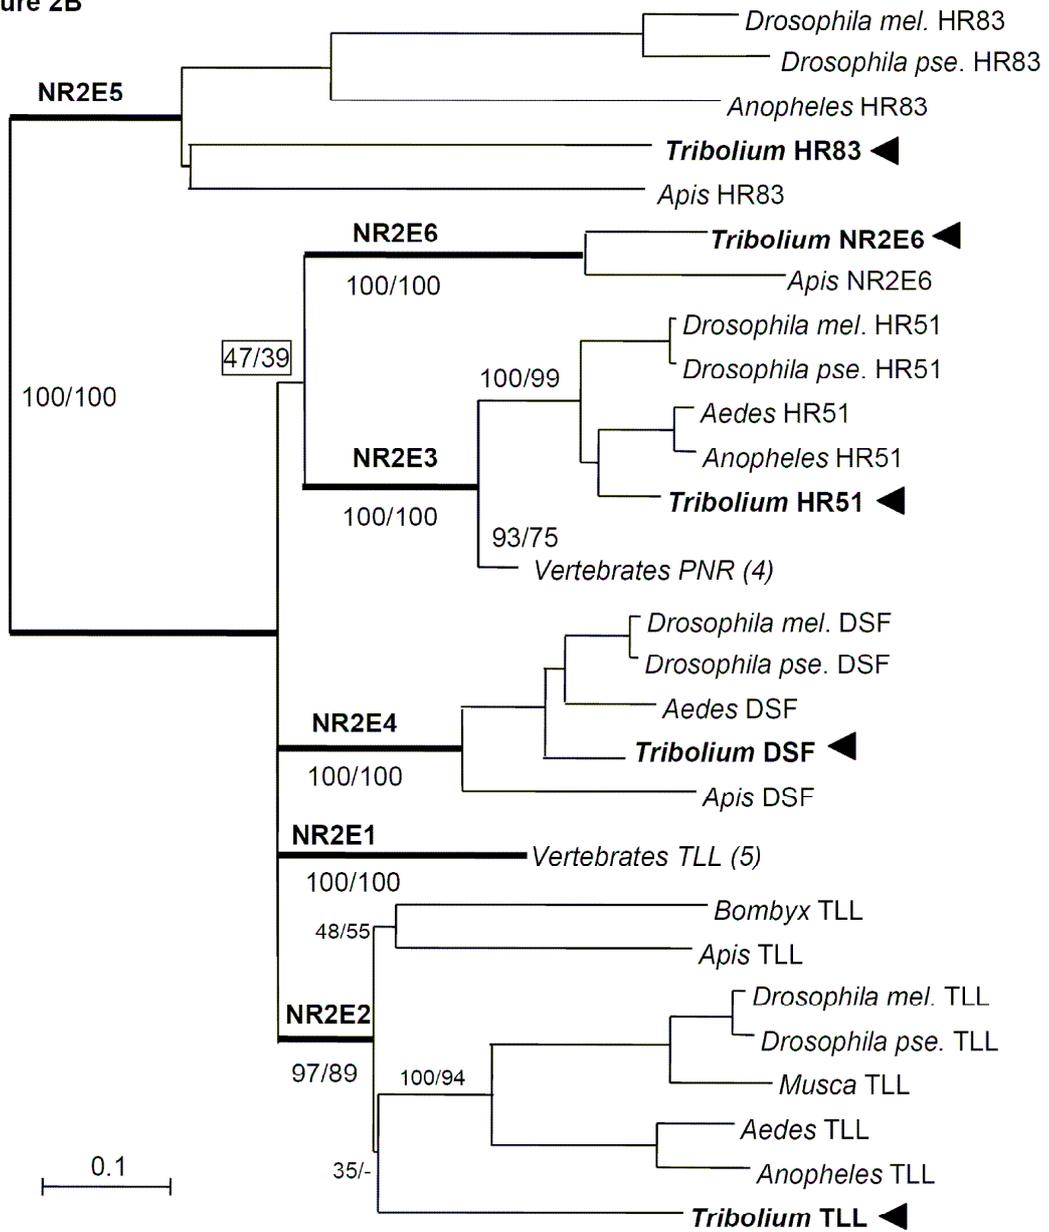 ure 2B
Drosophila mel. HR83
Drosophila pse. HR83
NR2E5
Anopheles HR83
Tribolium HR83
Apis HR83
NR2E6
Tribolium NR2E6
100/100
Apis NR2E6
Drosophila mel. HR51
47/39
Drosophila pse. HR51
100/99
100/100
Aedes HR51
NR2E3
Anopheles HR51
Tribolium HR51
100/100
93/75
Vertebrates PNR (4)
Drosophila mel. DSF
Drosophila pse. DSF
Aedes DSF
NR2E4
Tribolium DSF
100/100
Apis DSF
NR2E1
Vertebrates TLL (5)
100/100
Bombyx TLL
48/55
Apis TLL
Drosophila mel. TLL
NR2E2
Drosophila pse. TLL
97/89
100/94
Musca TLL
Aedes TLL
0.1
35/-
Anopheles TLL
Tribolium TLL